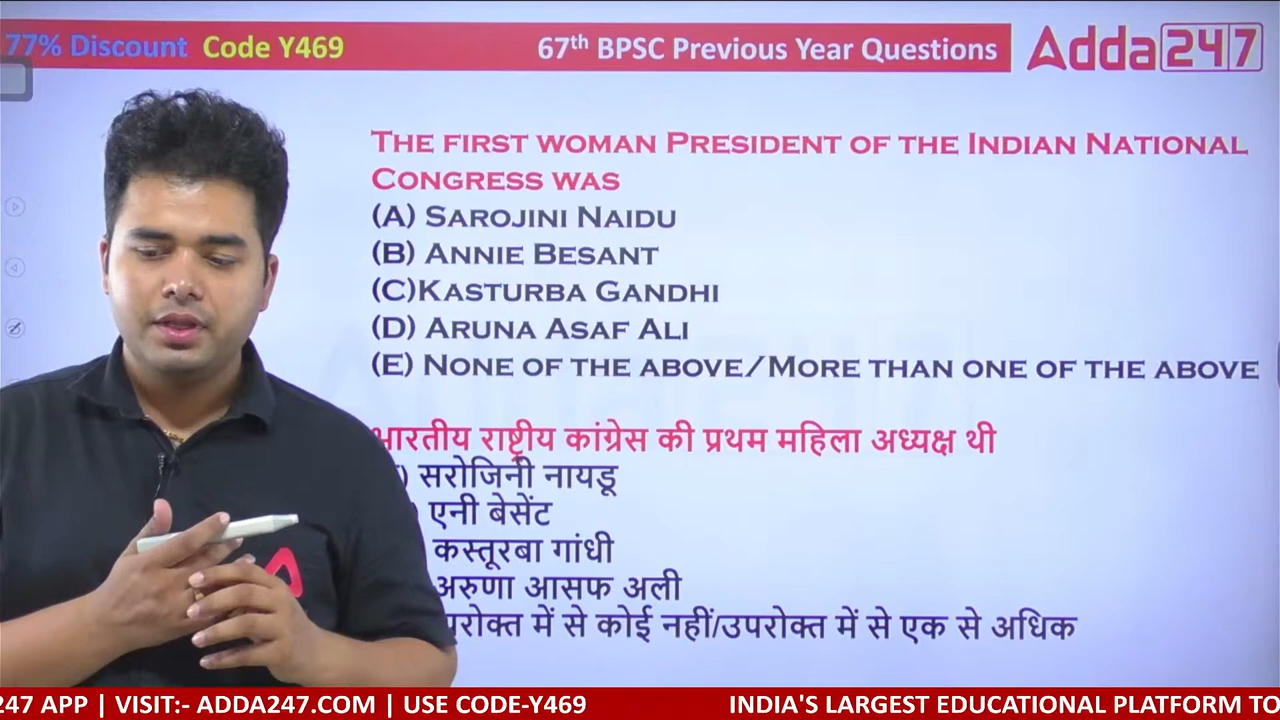 77% Discount Code Y469
67th BPSC Previous Year Questions
Adda247
THE FIRST WOMAN PRESIDENT OF THE INDIAN NATIONAL
CONGRESS WAS
(A) SAROJINI NAIDU
(B) ANNIE BESANT
(C)KASTURBA GANDHI
(D) ARUNA ASAF ALI
(E) NONE OF THE ABOVE/MORE THAN ONE OF THE ABOVE
भारतीय राष्ट्रीय कांग्रेस की प्रथम महिला अध्यक्ष थी
) सरोजिनी नायडू
एनी बेसेंट
कस्तूरबा गांधी
अरुणा आसफ अली
परोक्त में से कोई नहीं/उपरोक्त में से एक से अधिक
247 APP | VISIT:- ADDA247.COM | USE CODE-Y469
INDIA'S LARGEST EDUCATIONAL PLATFORM TO